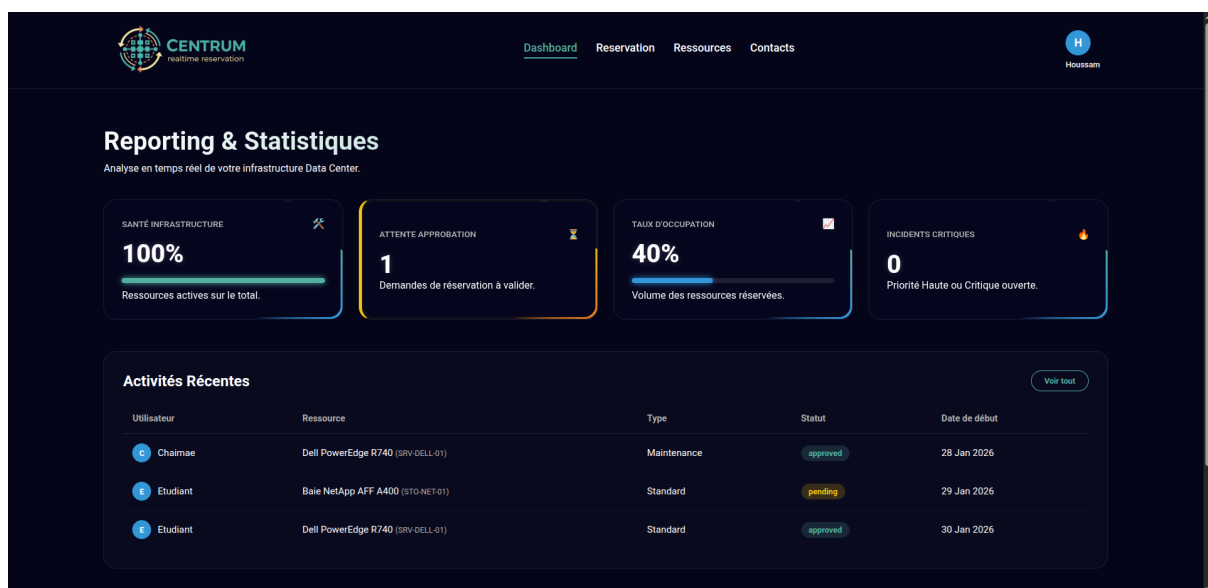 CENTRUM
realtime reservation
Dashboard Reservation Ressources Contacts
H
Houssam
Reporting & Statistiques
Analyse en temps réel de votre infrastructure Data Center.
SANTÉ INFRASTRUCTURE
100%
Ressources actives sur le total.
ATTENTE APPROBATION
1
Demandes de réservation à valider.
TAUX D'OCCUPATION
40%
Volume des ressources réservées.
INCIDENTS CRITIQUES
0
Priorité Haute ou Critique ouverte.
Activités Récentes
Voir tout
Utilisateur Ressource Type Statut Date de début
C Chaimae Dell PowerEdge R740 (SRV-DELL-01) Maintenance approved 28 Jan 2026
E Etudiant Baie NetApp AFF A400 (STO-NET-01) Standard pending 29 Jan 2026
E Etudiant Dell PowerEdge R740 (SRV-DELL-01) Standard approved 30 Jan 2026